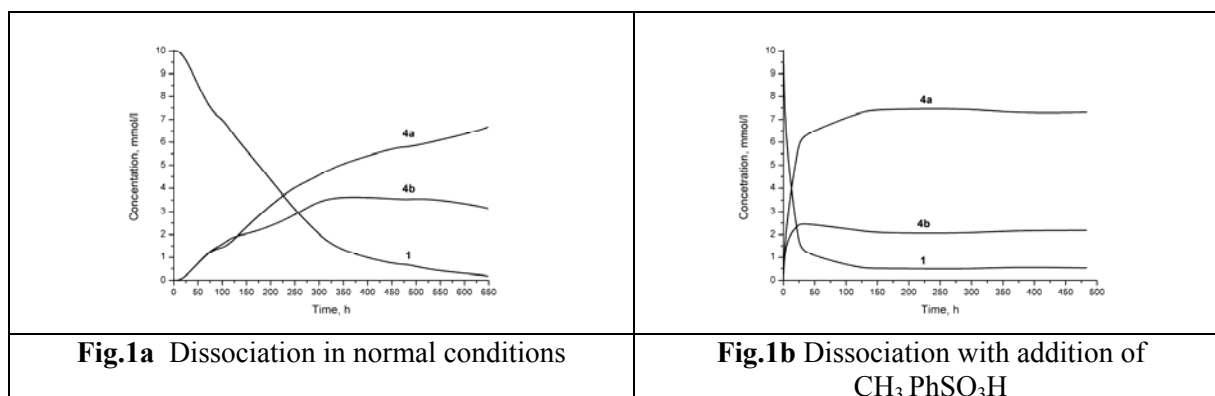 10
9
8
7
6
5
4
3
2
1
0
Concentation, mmol/l
4a
4b
1
0 50 100 150 200 250 300 350 400 450 500 550 600 650
Time, h
10
9
8
7
6
5
4
3
2
1
0
Concetration, mmol/l
4a
4b
1
0 50 100 150 200 250 300 350 400 450 500
Time, h
Fig.1a Dissociation in normal conditions
Fig.1b Dissociation with addition of
CH₃PhSO₃H